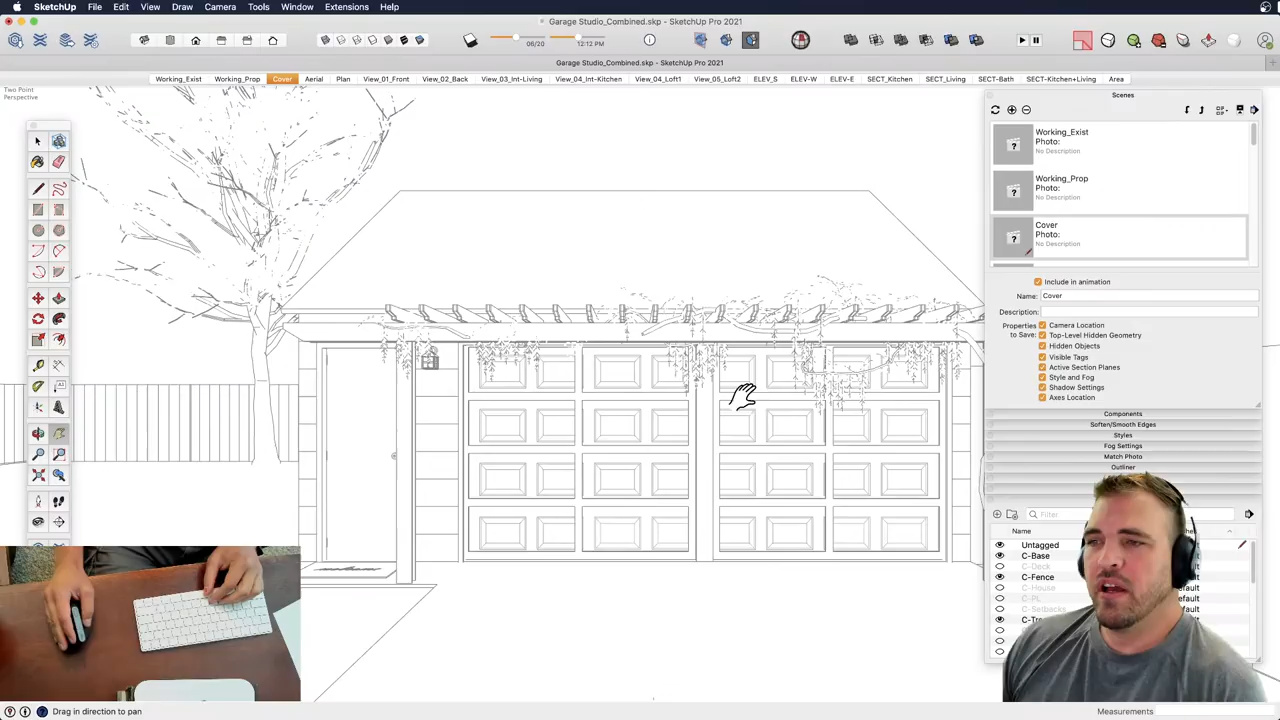 SketchUp File Edit View Camera Draw Tools Window Extensions Help
Garage Studio_Combined.skp - SketchUp Pro 2021
06/20 12:12 PM
Garage Studio_Combined.skp - SketchUp Pro 2021
Working_Exist Working_Prop Cover Aerial Plan View_01_Front View_02_Back View_03_Int-Living View_04_Int-Kitchen View_04_Loft1 View_05_Loft2 ELEV_S ELEV-W ELEV-E SECT_Kitchen SECT_Living SECT-Bath SECT-Kitchen+Living Area
Two Point
Perspective
Scenes
Working_Exist
Photo:
No Description
Working_Prop
Photo:
No Description
Cover
Photo:
No Description
Include in animation
Name: Cover
Description:
Properties to Save:
Camera Location
Top-Level Hidden Geometry
Hidden Objects
Visible Tags
Active Section Planes
Style and Fog
Shadow Settings
Axes Location
Components
Soften/Smooth Edges
Styles
Fog Settings
Match Photo
Outliner
Filter
Name
Untagged
C-Base
C-Deck
C-Fence
C-House
C-PL
C-Setbacks
Drag in direction to pan
Measurements